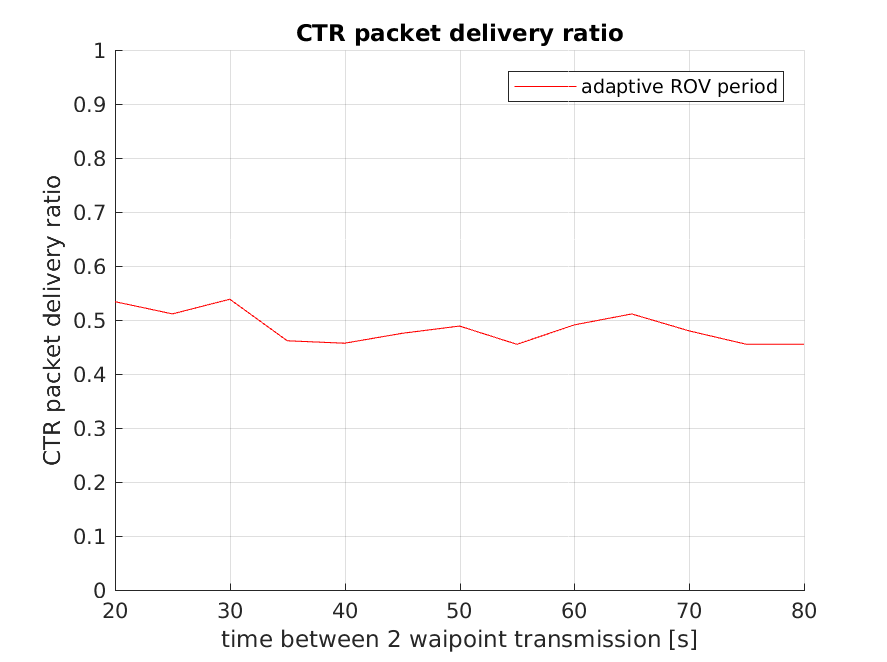 CTR packet delivery ratio
adaptive ROV period
CTR packet delivery ratio
1
0.9
0.8
0.7
0.6
0.5
0.4
0.3
0.2
0.1
0
20 30 40 50 60 70 80
time between 2 waipoint transmission [s]